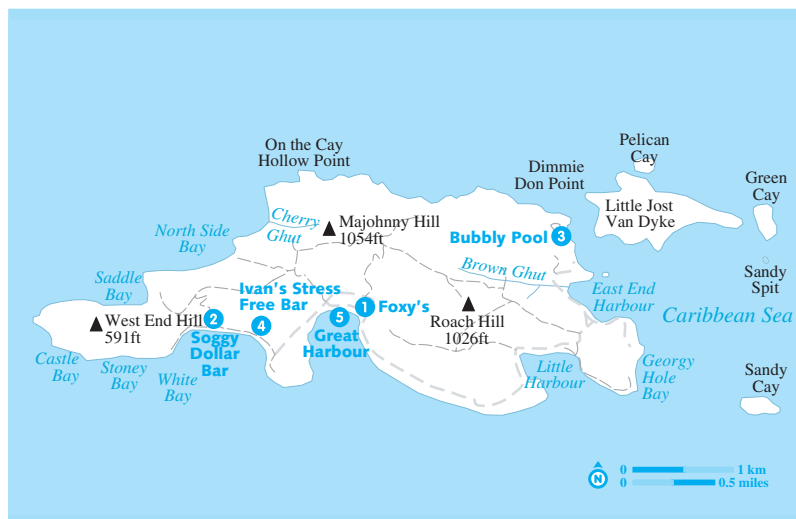 On the Cay
Hollow Point
Pelican
Cay
Dimmie
Don Point
Green
Cay
Little Jost
Van Dyke
Cherry
Ghut
Majohnny Hill
1054ft
North Side
Bay
Bubbly Pool 3
Brown Ghut
Sandy
Spit
Saddle
Bay
Ivan's Stress
Free Bar
4
East End
Harbour
Caribbean Sea
West End Hill
591ft
2
Soggy
Dollar
Bar
5
Great
Harbour
1 Foxy's
Roach Hill
1026ft
Castle
Bay
Stoney
Bay
White
Bay
Little
Harbour
Georgy
Hole
Bay
Sandy
Cay
N
0 1 km
0 0.5 miles